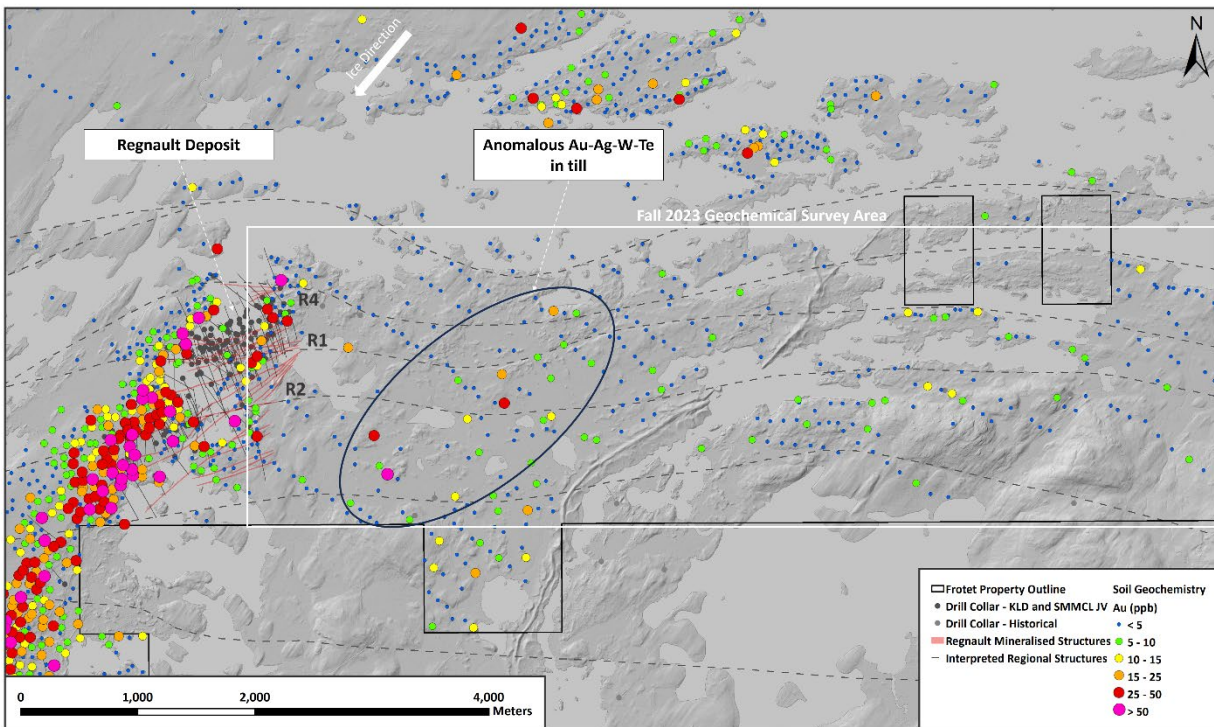 N
Ice Direction
Regnault Deposit
Anomalous Au-Ag-W-Te
in till
Fall 2023 Geochemical Survey Area
R4
R1
R2
Frotet Property Outline
Drill Collar - KLD and SMMCL JV
Drill Collar - Historical
Regnault Mineralised Structures
Interpreted Regional Structures
Soil Geochemistry
Au (ppb)
< 5
5 - 10
10 - 15
15 - 25
25 - 50
> 50
0 1,000 2,000 4,000
Meters